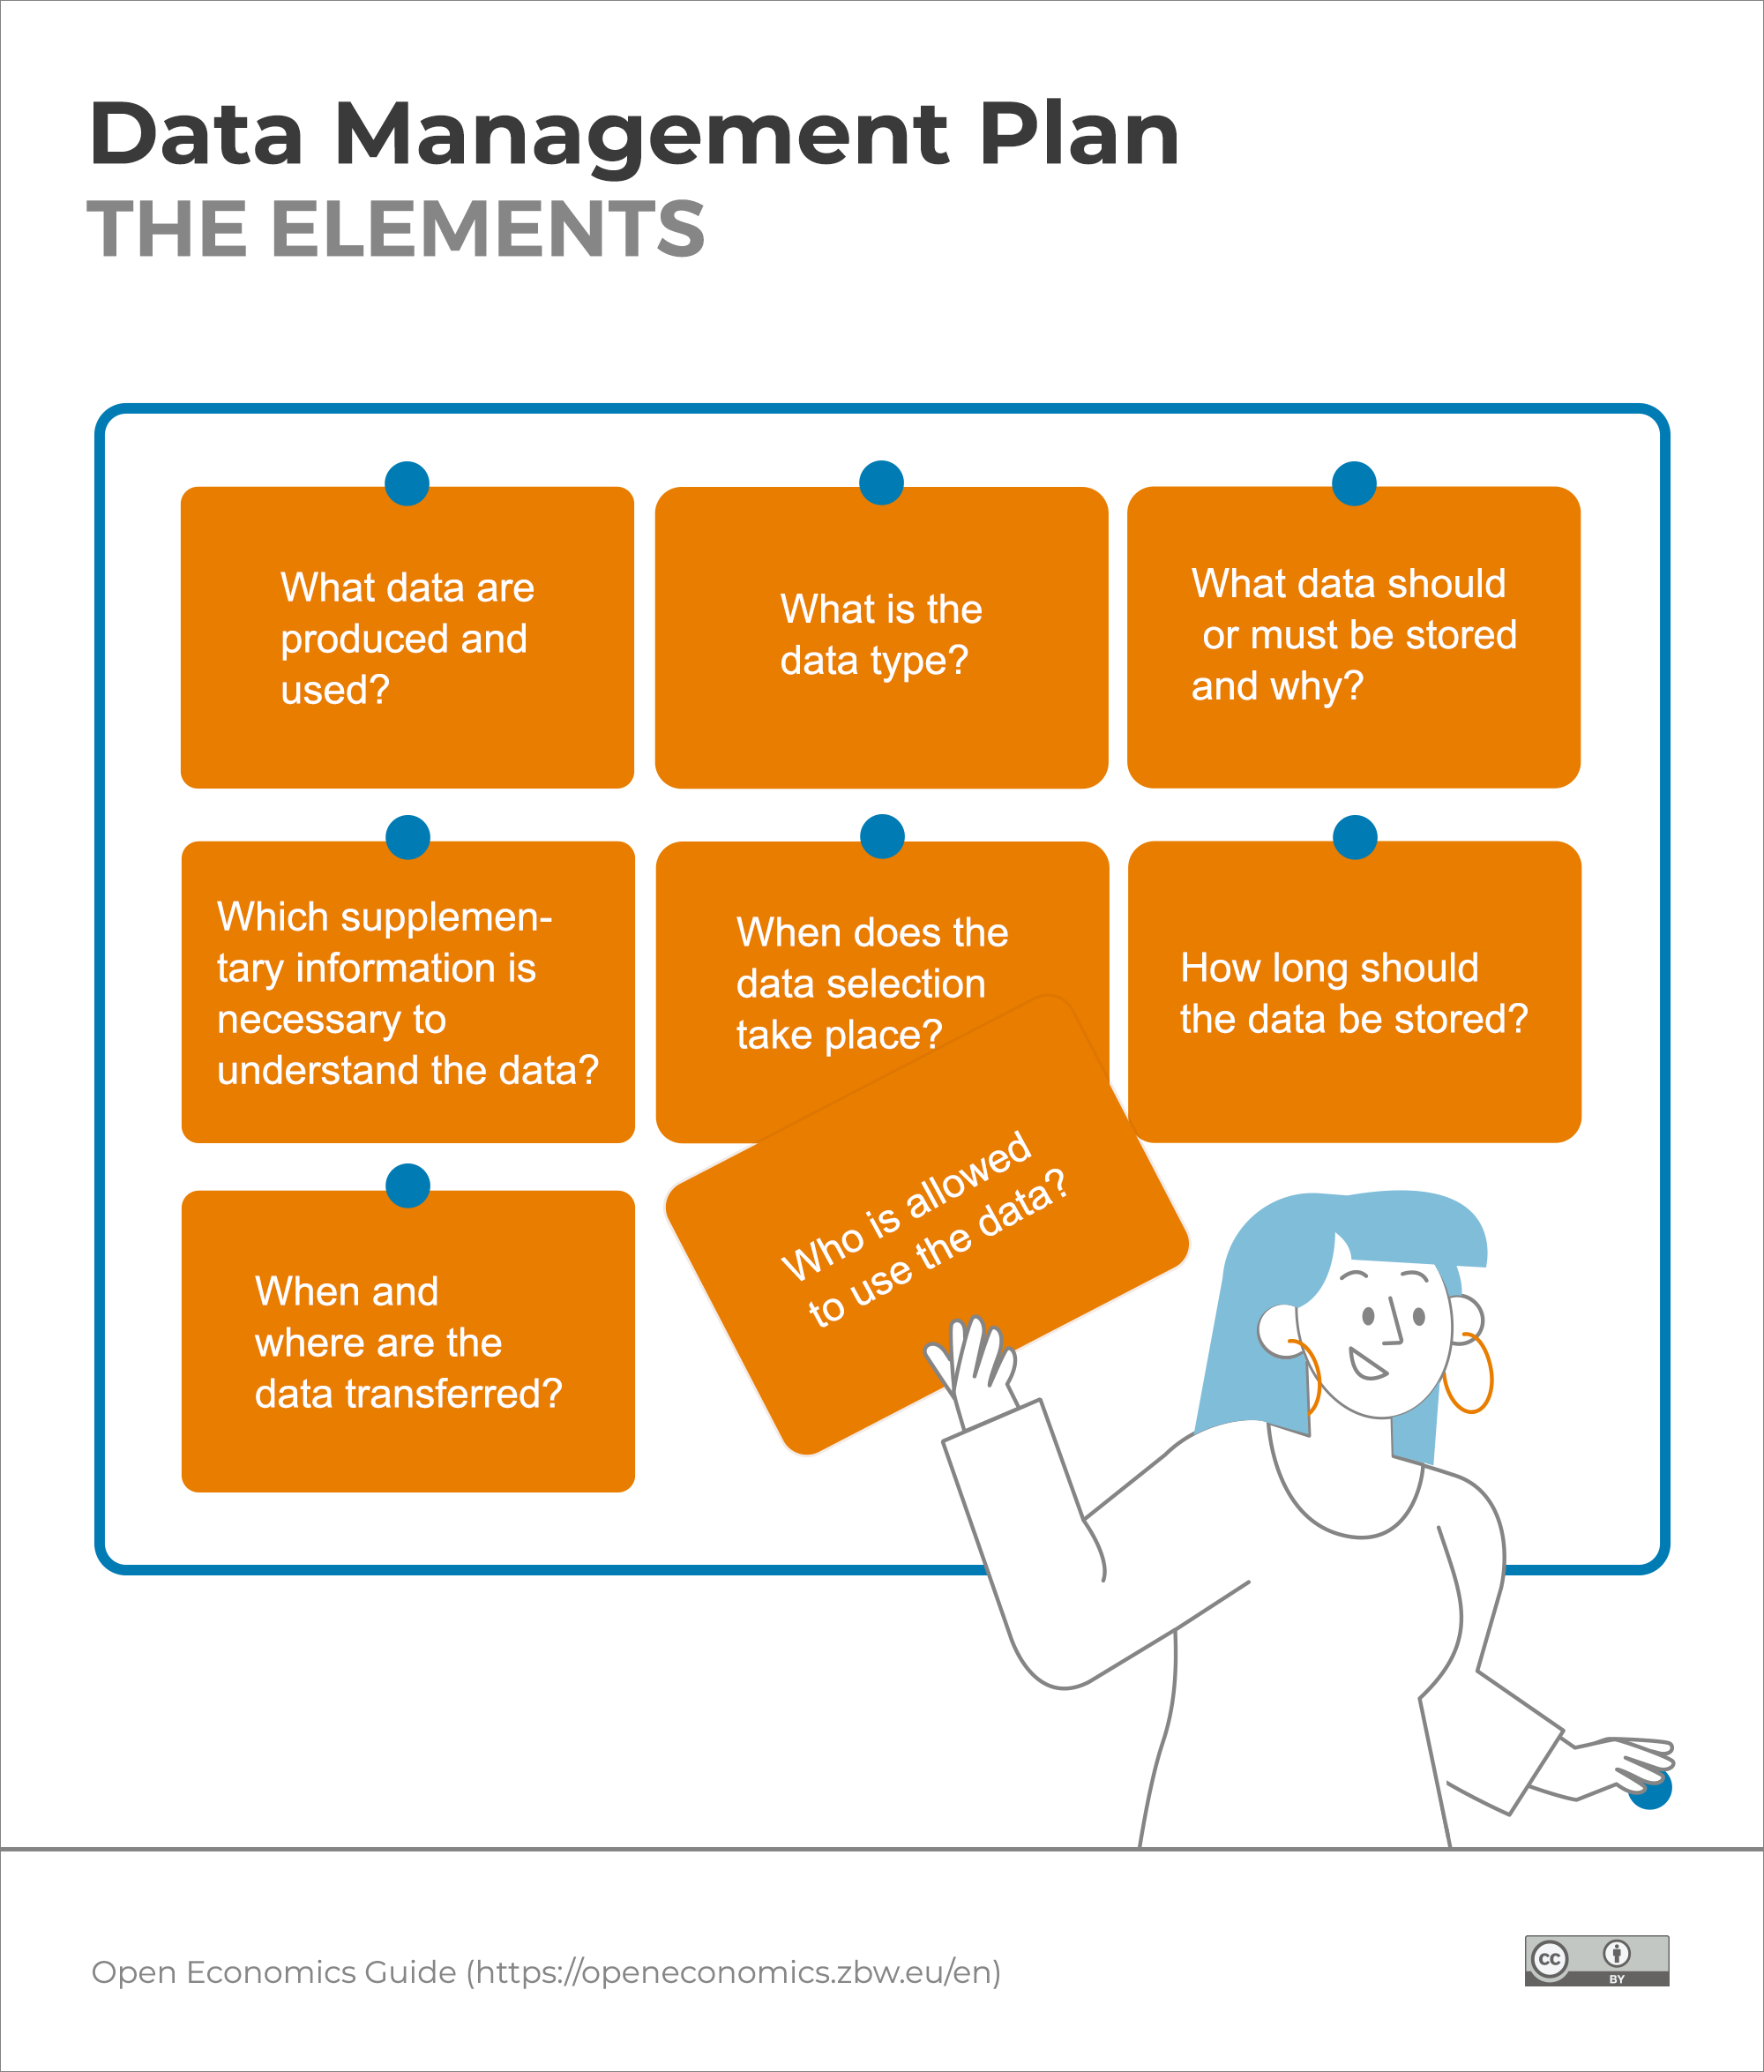 Data Management Plan
THE ELEMENTS
What data are
produced and
used?
What is the
data type?
What data should
or must be stored
and why?
Which supplemen-
tary information is
necessary to
understand the data?
When does the
data selection
take place?
How long should
the data be stored?
When and
where are the
data transferred?
Who is allowed
to use the data?
Open Economics Guide (https://openeconomics.zbw.eu/en)
cc
BY